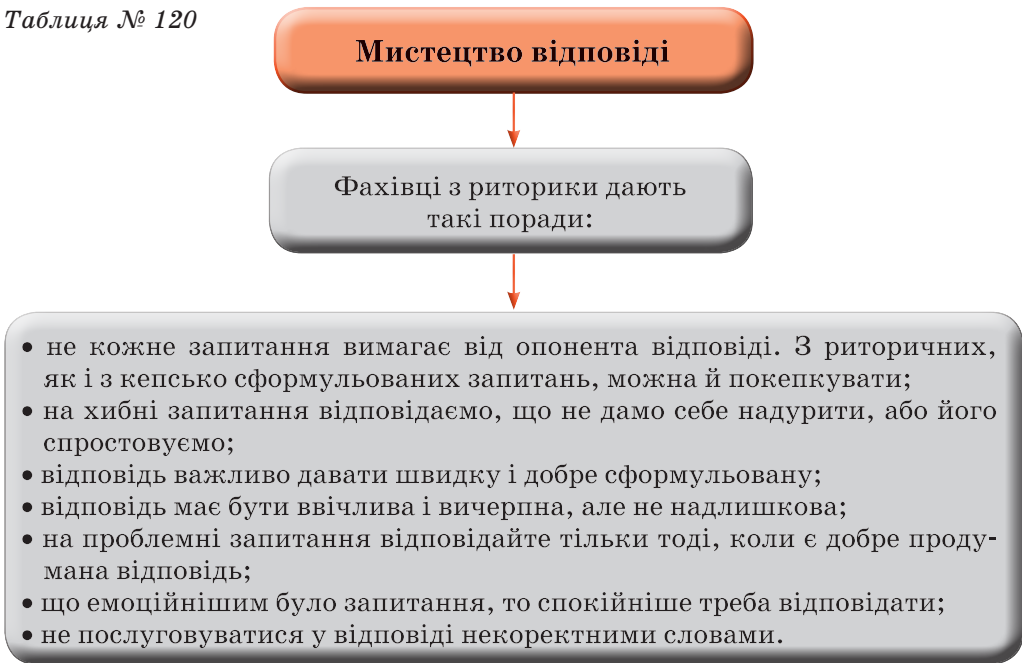 Таблиця № 120
Мистецтво відповіді
Фахівці з риторики дають
такі поради:
• не кожне запитання вимагає від опонента відповіді. З риторичних,
як і з кепсько сформульованих запитань, можна й покепкувати;
• на хибні запитання відповідаємо, що не дамо себе надурити, або його
спростовуємо;
• відповідь важливо давати швидку і добре сформульовану;
• відповідь має бути ввічлива і вичерпна, але не надлишкова;
• на проблемні запитання відповідайте тільки тоді, коли є добре проду-
мана відповідь;
• що емоційнішим було запитання, то спокійніше треба відповідати;
• не послуговуватися у відповіді некоректними словами.